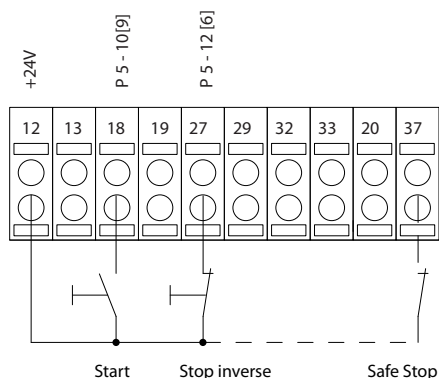 +24V
P 5 - 10[9]
P 5 - 12 [6]
12 13 18 19 27 29 32 33 20 37
Start Stop inverse Safe Stop